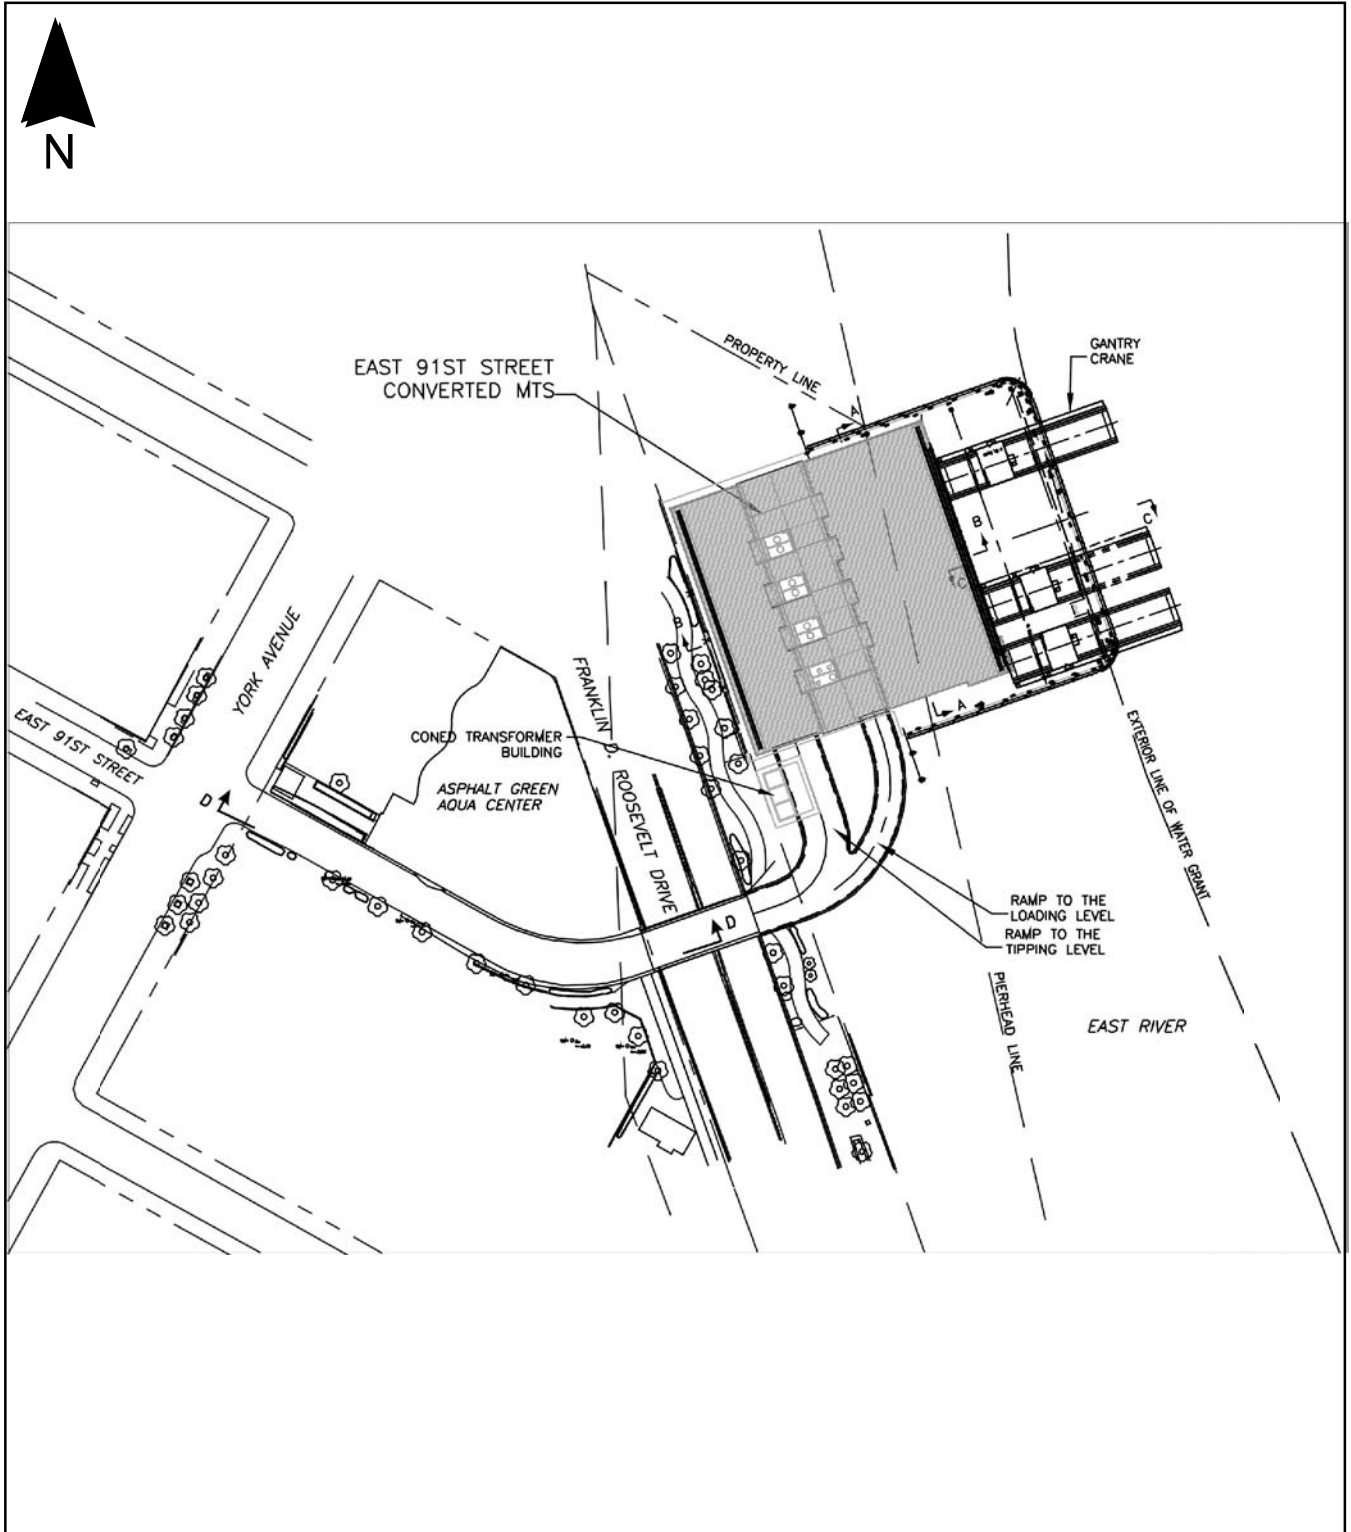 N
PROPERTY LINE
GANTRY
CRANE
EAST 91ST STREET
CONVERTED MTS
A
B
C
C
B
YORK AVENUE
EAST 91ST STREET
FRANKLIN D. ROOSEVELT DRIVE
A
CONED TRANSFORMER
BUILDING
ASPHALT GREEN
AQUA CENTER
D
D
EXTERIOR LINE OF WATER GRANT
RAMP TO THE
LOADING LEVEL
RAMP TO THE
TIPPING LEVEL
PIERHEAD LINE
EAST RIVER